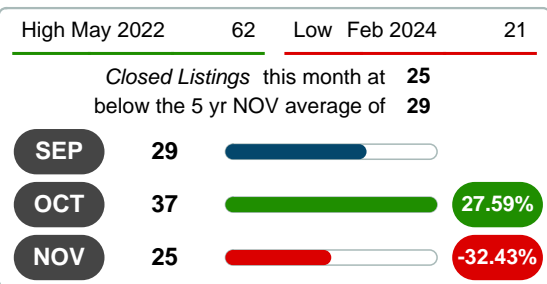 High May 2022 62 Low Feb 2024 21
Closed Listings this month at 25
below the 5 yr NOV average of 29
SEP 29
OCT 37 27.59%
NOV 25 -32.43%